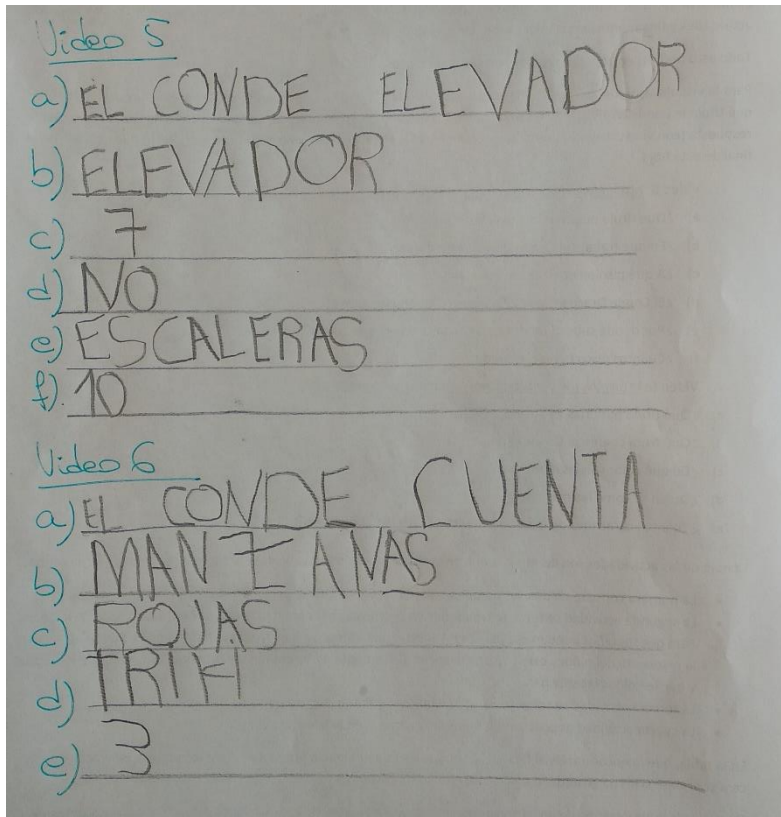 Video 5
a) EL CONDE ELEVADOR
b) ELEVADOR
c) 7
d) NO
e) ESCALERAS
f) 10
Video 6
a) EL CONDE CUENTA
b) MANZANAS
c) ROJAS
d) TRIKI
e) 3